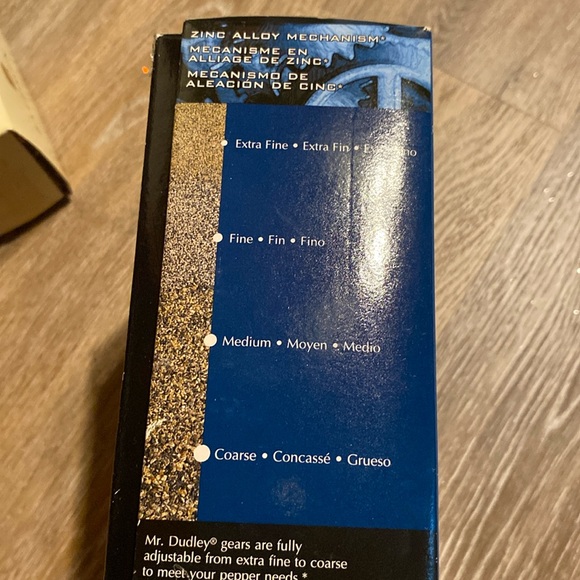 ZINC ALLOY MECHANISM*
MÉCANISME EN
ALLIAGE DE ZINC*
MECANISMO DE
ALEACIÓN DE CINC*
Extra Fine • Extra Fin •
Fine • Fin • Fino
Medium • Moyen • Medio
Coarse • Concassé • Grueso
Mr. Dudley® gears are fully
adjustable from extra fine to coarse
to meet your pepper needs.*